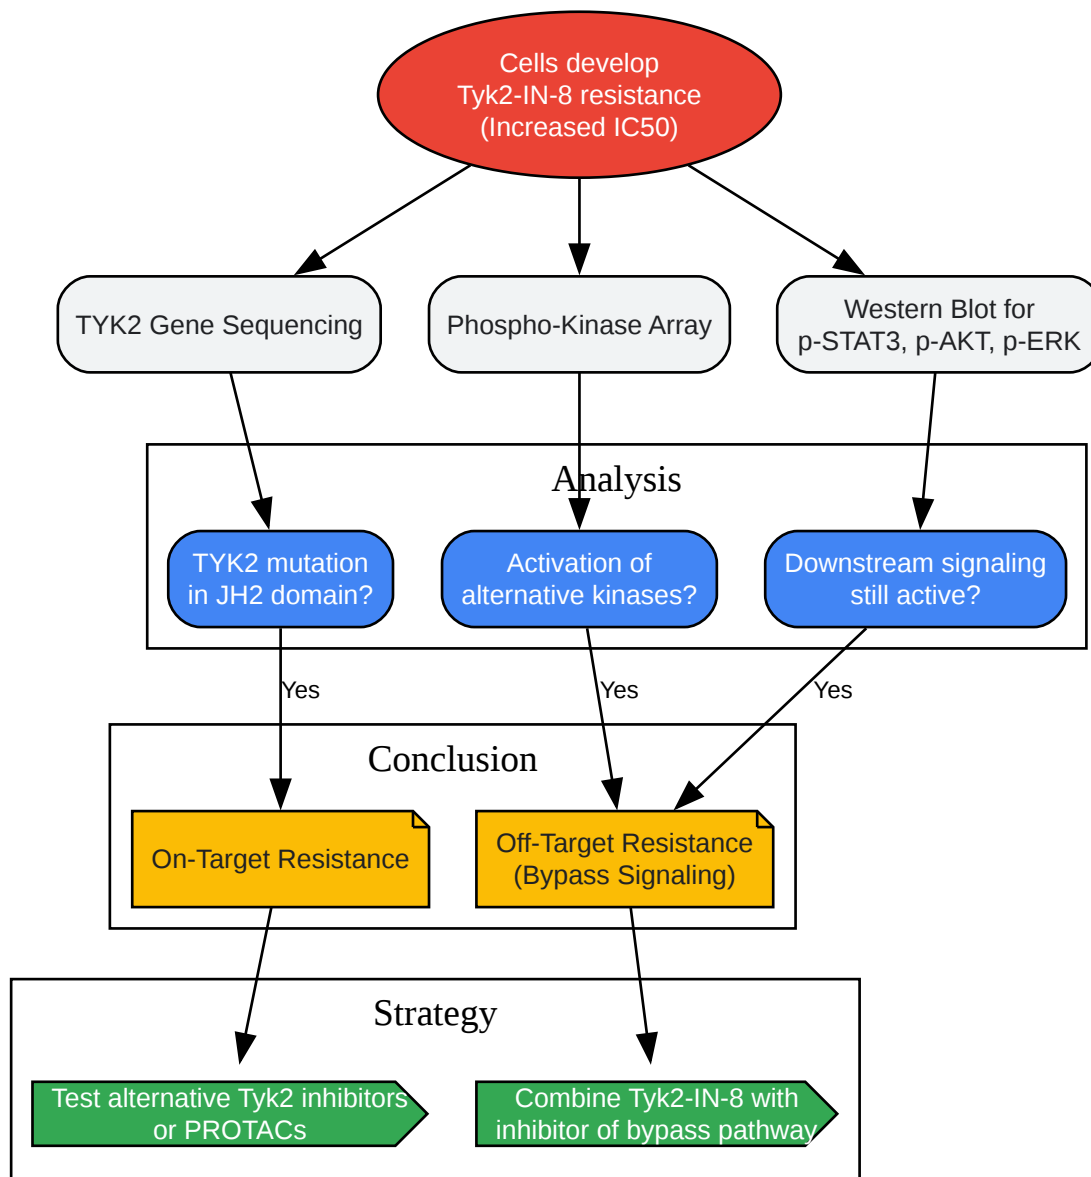 Cells develop
Tyk2-IN-8 resistance
(Increased IC50)
TYK2 Gene Sequencing
Phospho-Kinase Array
Western Blot for
p-STAT3, p-AKT, p-ERK
Analysis
TYK2 mutation
in JH2 domain?
Activation of
alternative kinases?
Downstream signaling
still active?
Yes
Yes
Yes
Conclusion
On-Target Resistance
Off-Target Resistance
(Bypass Signaling)
Strategy
Test alternative Tyk2 inhibitors
or PROTACs
Combine Tyk2-IN-8 with
inhibitor of bypass pathway